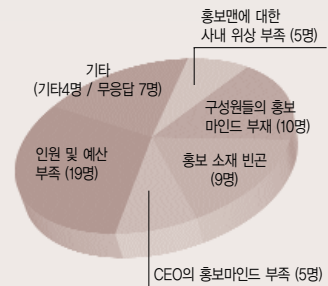 홍보맨에 대한
사내 위상 부족 (5명)
기타
(기타4명 / 무응답 7명)
구성원들의 홍보
마인드 부재 (10명)
인원 및 예산
부족 (19명)
홍보 소재 빈곤
(9명)
CEO의 홍보마인드 부족 (5명)